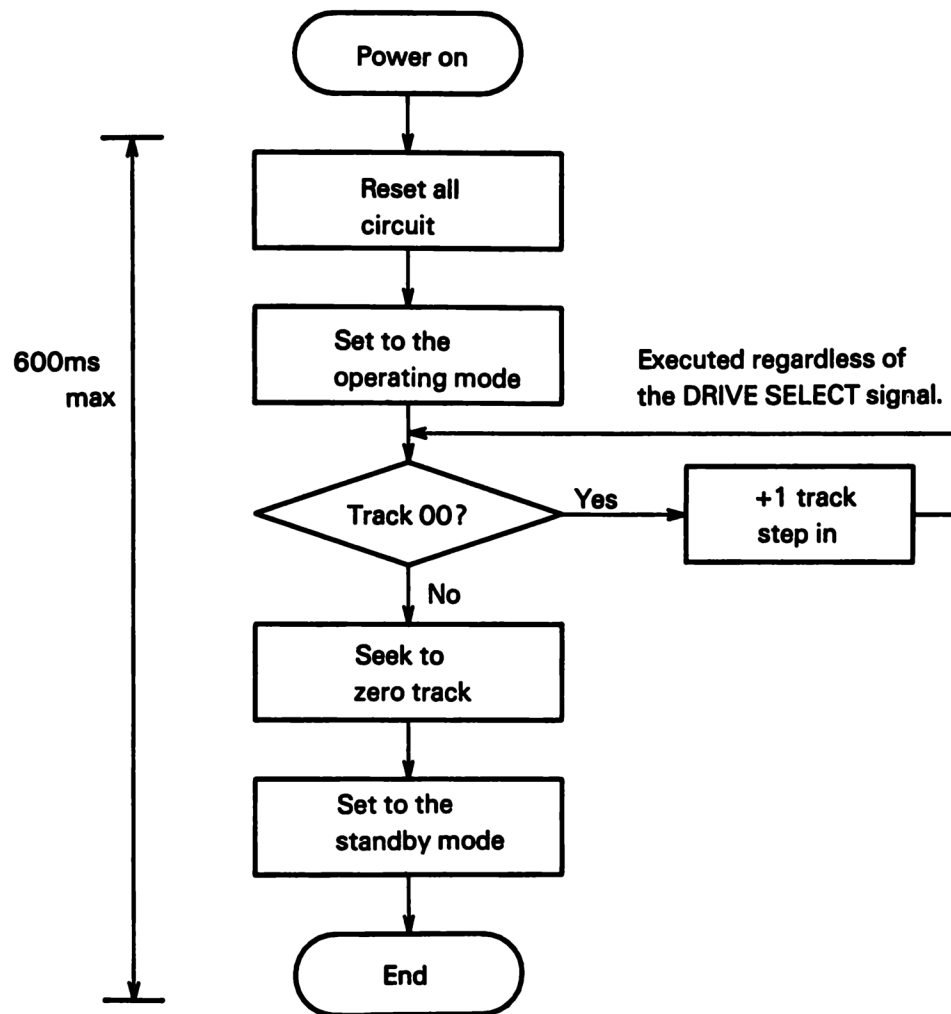 Power on
Reset all
circuit
Set to the
operating mode
600ms
max
Executed regardless of
the DRIVE SELECT signal.
Track 00?
Yes
+1 track
step in
No
Seek to
zero track
Set to the
standby mode
End